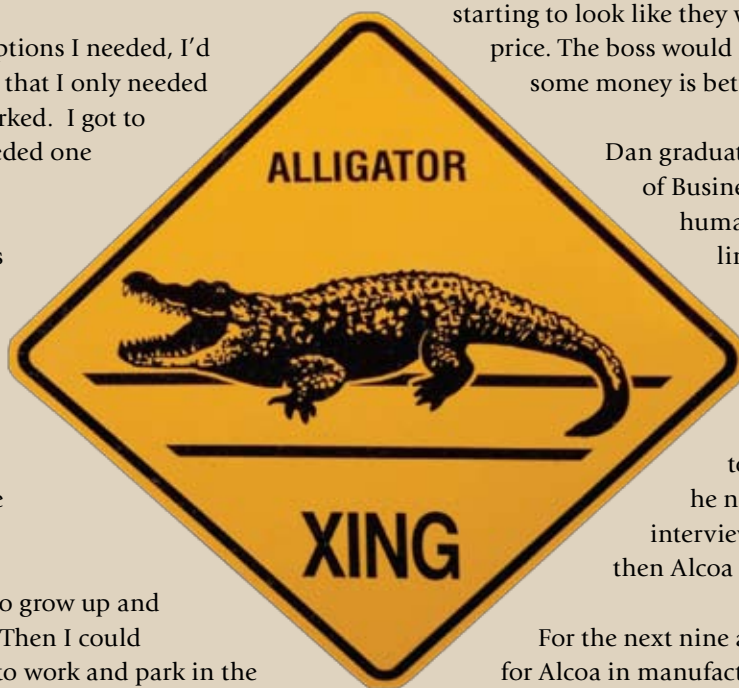 ptions I needed, I'd
that I only needed
rked. I got to
eded one
s
e
o grow up and
Then I could
to work and park in the
ALLIGATOR
XING
starting to look like they w
price. The boss would
some money is bet
Dan graduat
of Busine
huma
lin
to
he n
interview
then Alcoa
For the next nine a
for Alcoa in manufact